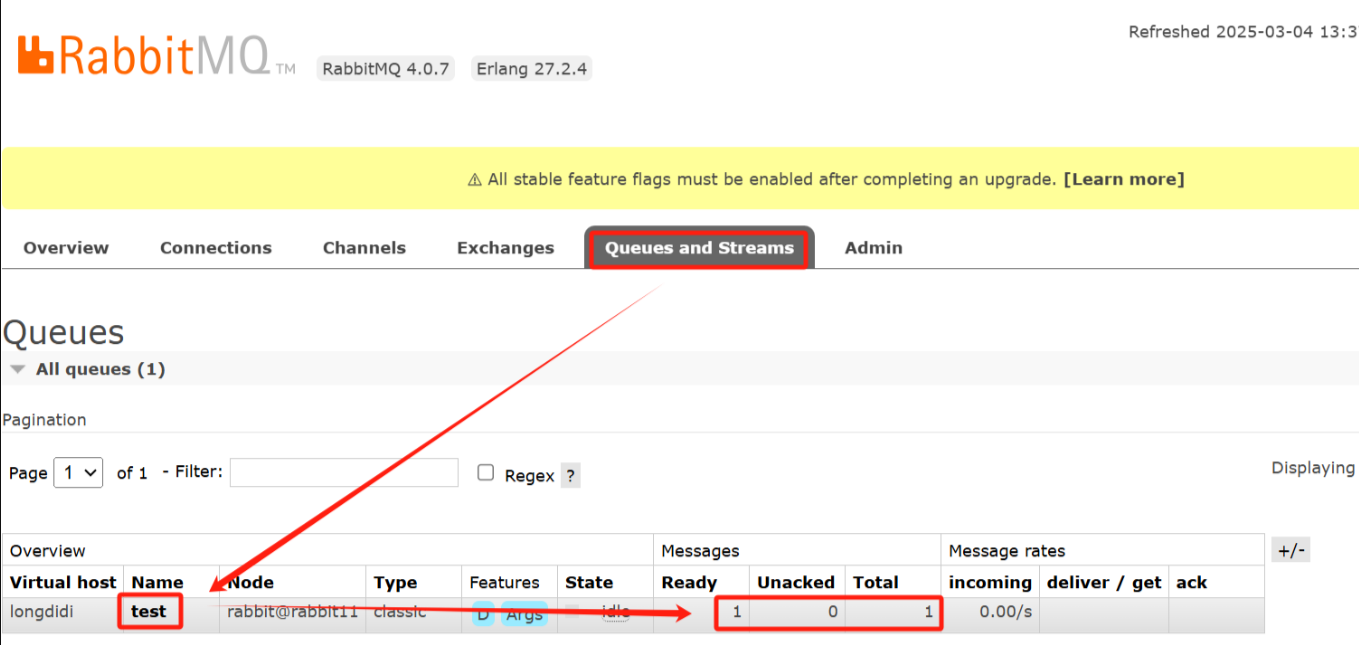 RabbitMQ TM RabbitMQ 4.0.7 Erlang 27.2.4
Refreshed 2025-03-04 13:3
⚠ All stable feature flags must be enabled after completing an upgrade. [Learn more]
Overview Connections Channels Exchanges Queues and Streams Admin
Queues
All queues (1)
Pagination
Page 1 of 1 - Filter: Regex ? Displaying
Overview Messages Message rates +/-
Virtual host Name Node Type Features State Ready Unacked Total incoming deliver / get ack
longdidi test rabbit@rabbit11 classic D Args idle 1 0 1 0.00/s